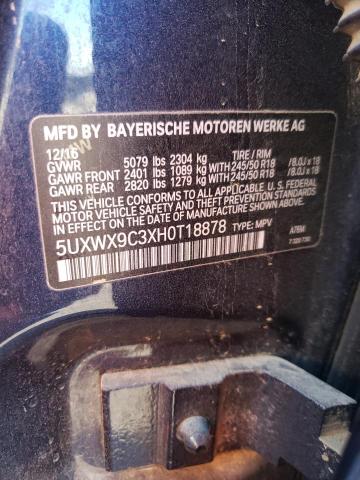 MFD BY BAYERISCHE MOTOREN WERKE AG
12/16
GVWR 5079 lbs 2304 kg TIRE / RIM
GAWR FRONT 2401 lbs 1089 kg WITH 245/50 R18 / 8.0J x 18
GAWR REAR 2820 lbs 1279 kg WITH 245/50 R18 / 8.0J x 18
THIS VEHICLE CONFORMS TO ALL APPLICABLE U.S. FEDERAL
MOTOR VEHICLE SAFETY STANDARDS IN EFFECT ON THE
DATE OF MANUFACTURE SHOWN ABOVE.
5UXWX9C3XH0T18878 TYPE: MPV